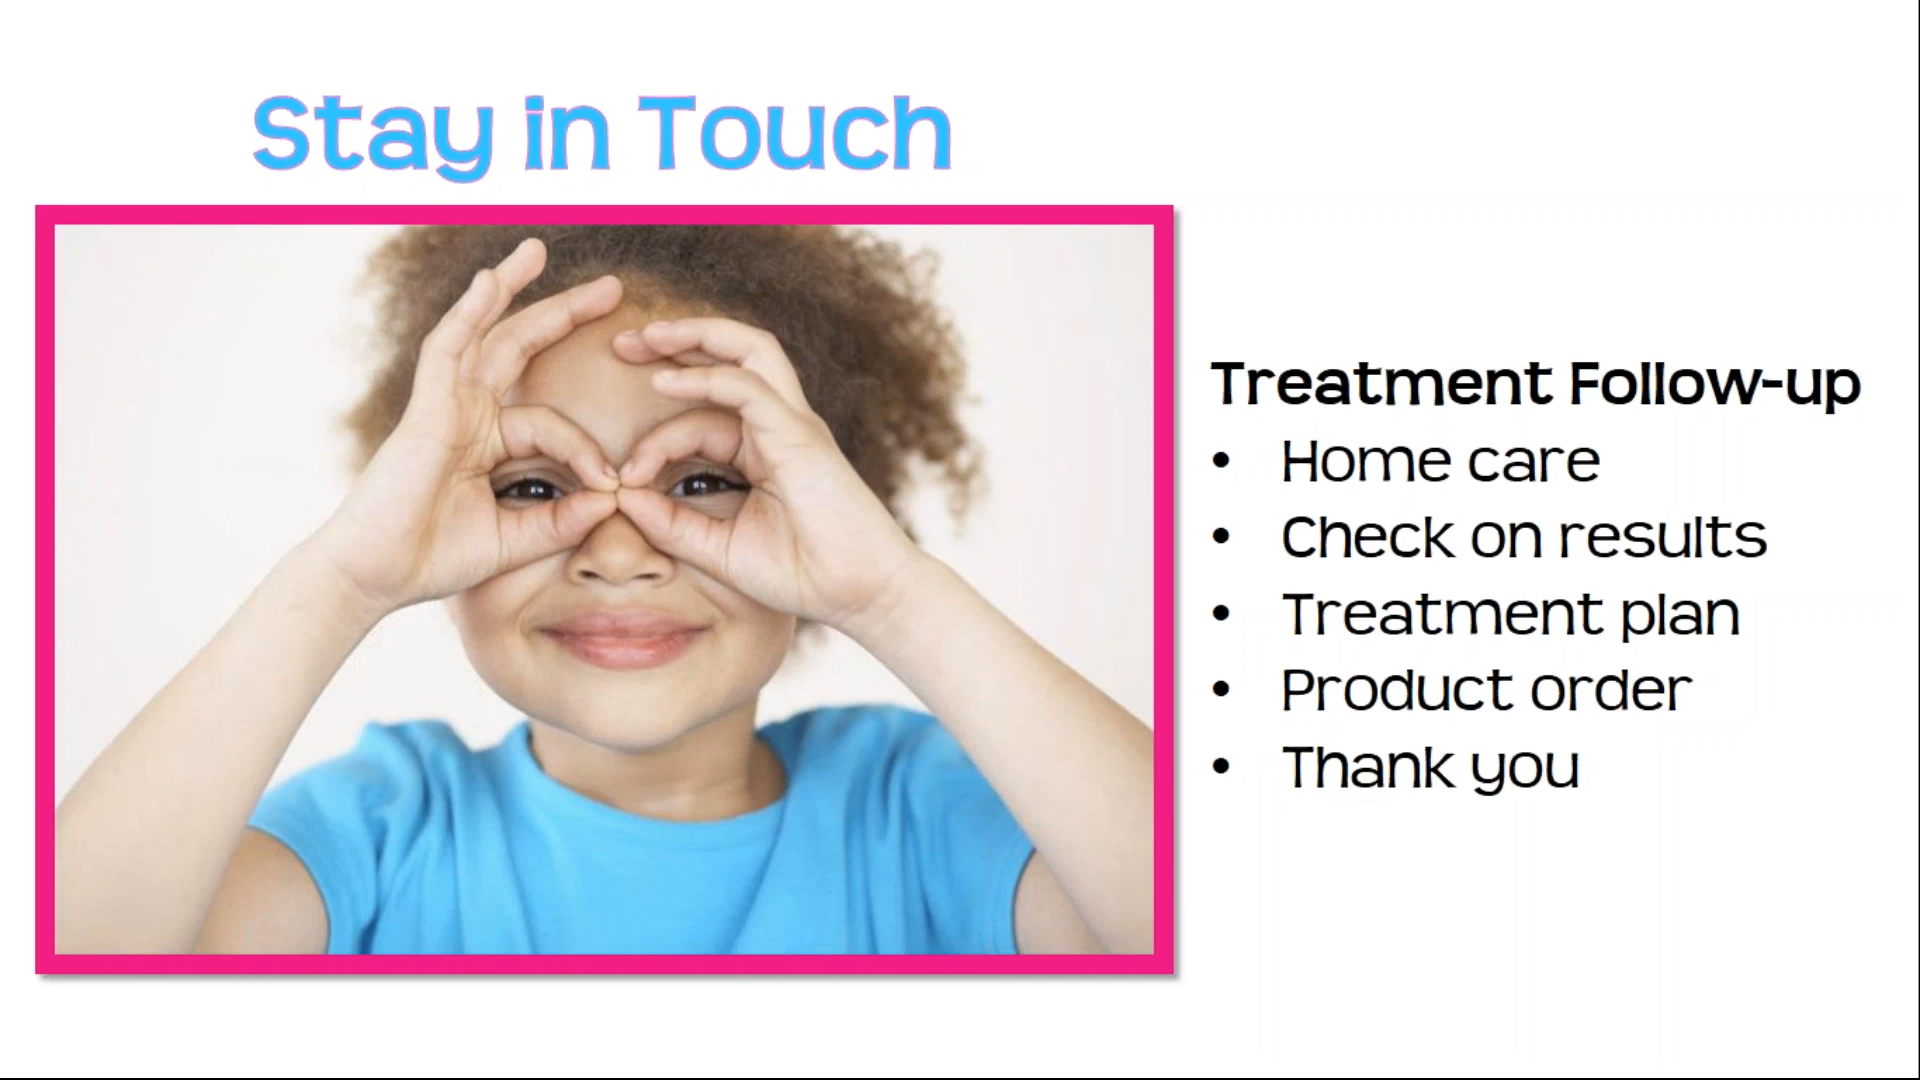 Stay in Touch
Treatment Follow-up
• Home care
• Check on results
• Treatment plan
• Product order
• Thank you